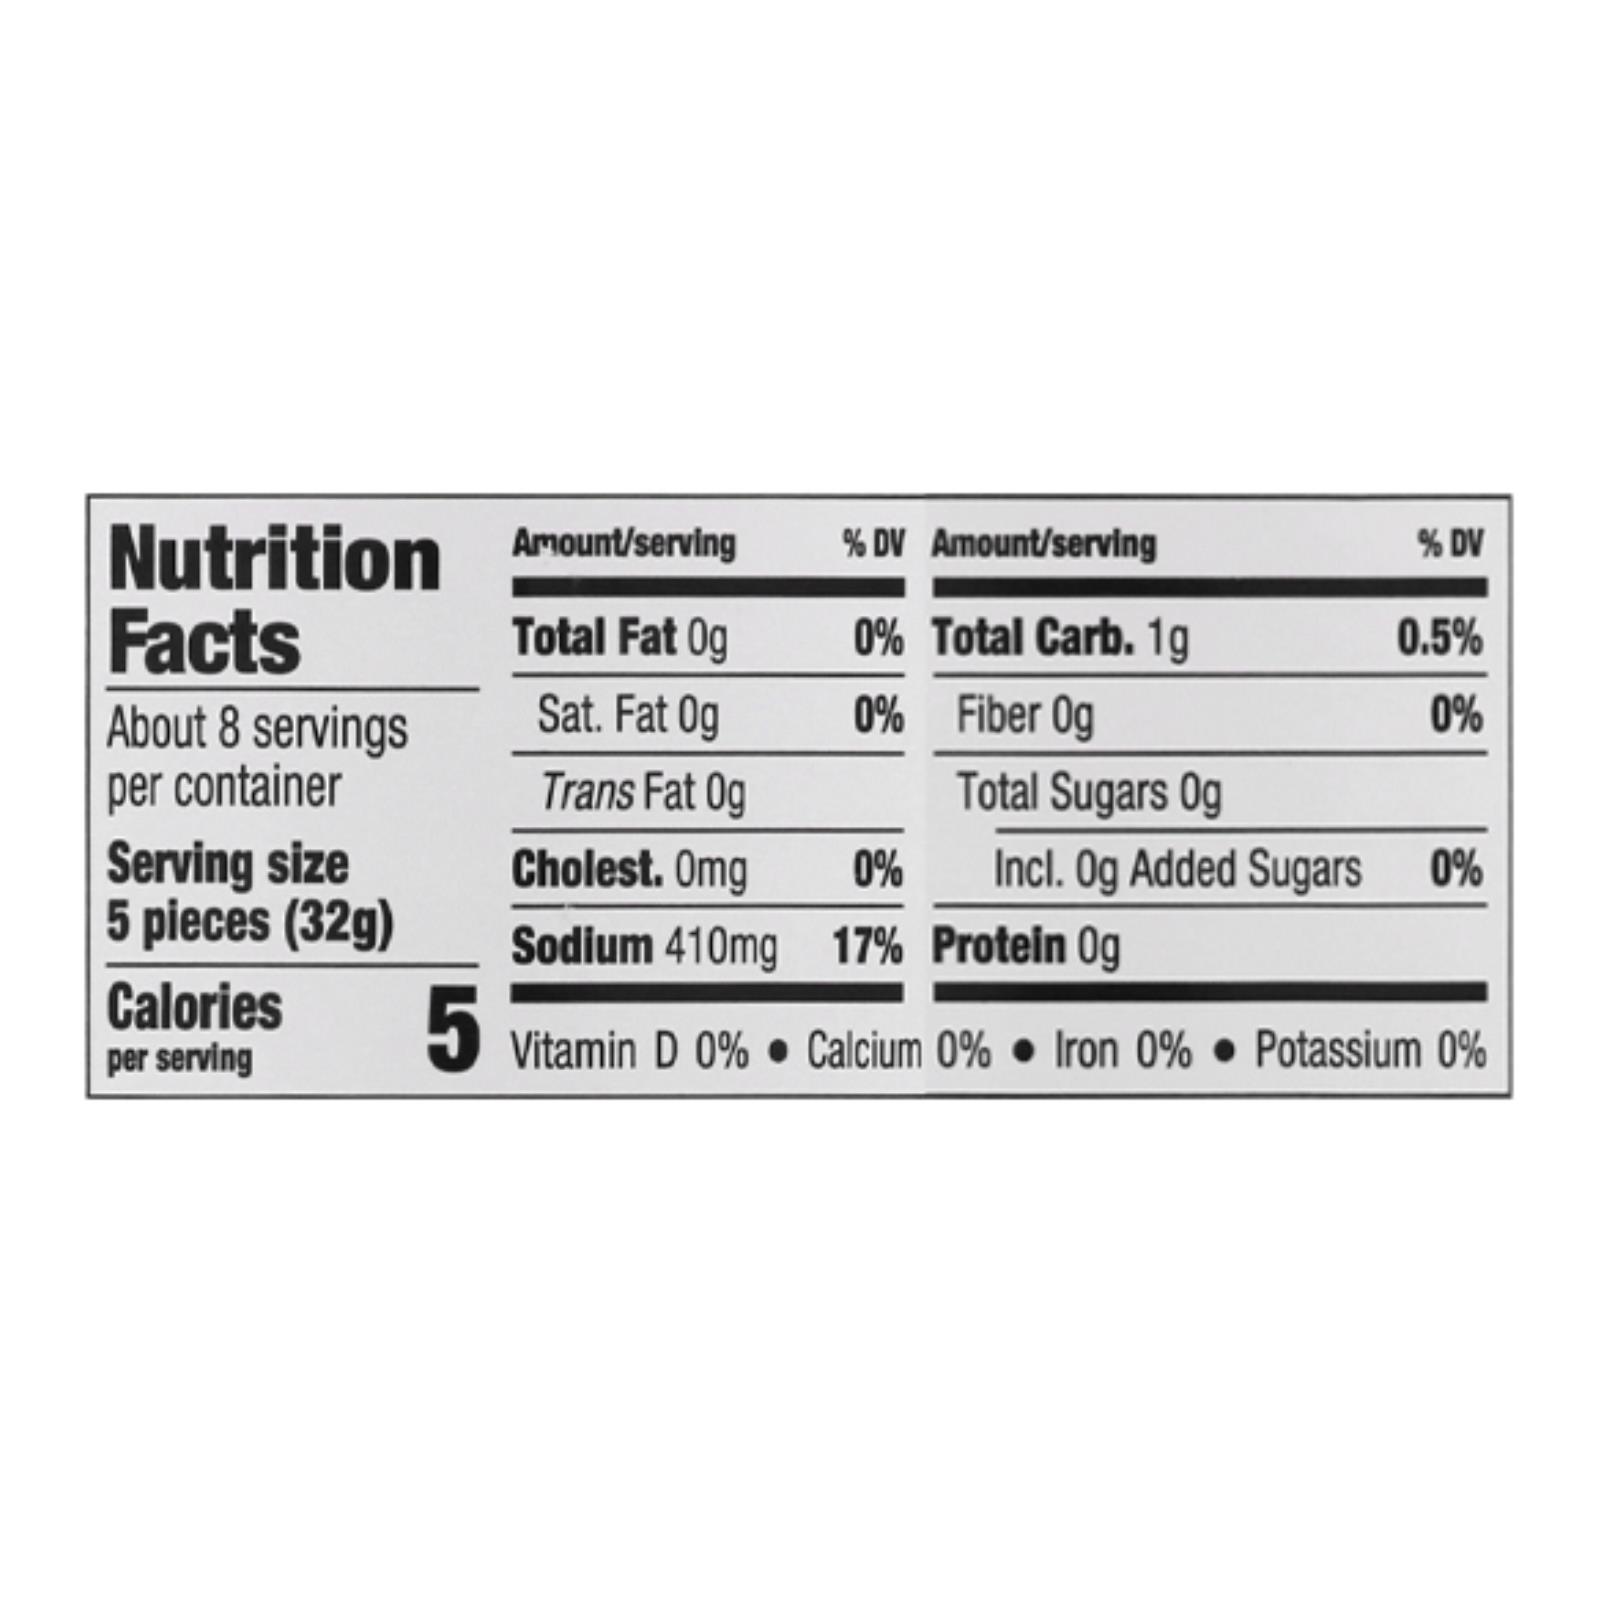 Nutrition
Facts
About 8 servings
per container
Serving size
5 pieces (32g)
Calories 5
per serving
Amount/serving % DV
Total Fat 0g 0%
Sat. Fat 0g 0%
Trans Fat 0g
Cholest. 0mg 0%
Sodium 410mg 17%
Amount/serving % DV
Total Carb. 1g 0.5%
Fiber 0g 0%
Total Sugars 0g
Incl. 0g Added Sugars 0%
Protein 0g
Vitamin D 0% • Calcium 0% • Iron 0% • Potassium 0%